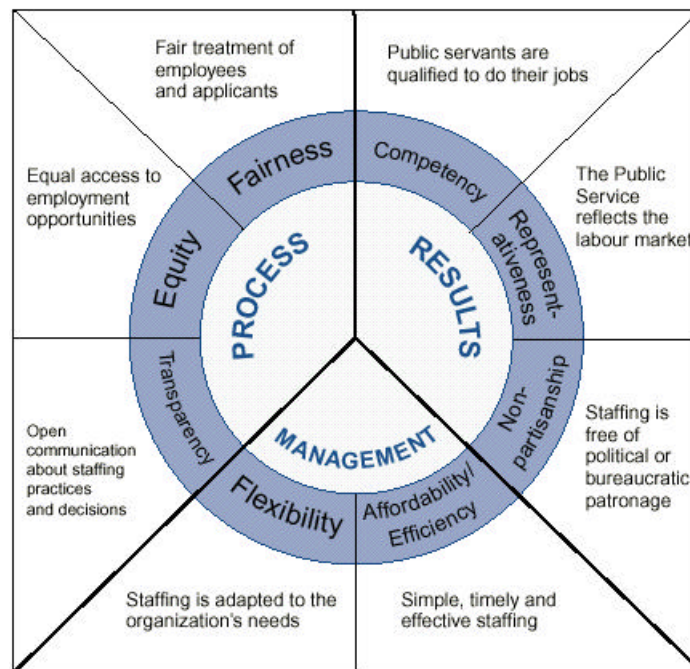 Fair treatment of
employees
and applicants
Public servants are
qualified to do their jobs
Equal access to
employment
opportunities
The Public
Service
reflects the
labour market
Fairness
Competency
Equity
Represent-
ativeness
PROCESS
RESULTS
MANAGEMENT
Transparency
Non-
partisanship
Flexibility
Affordability/
Efficiency
Open
communication
about staffing
practices
and decisions
Staffing is
free of
political or
bureaucratic
patronage
Staffing is adapted to the
organization's needs
Simple, timely and
effective staffing